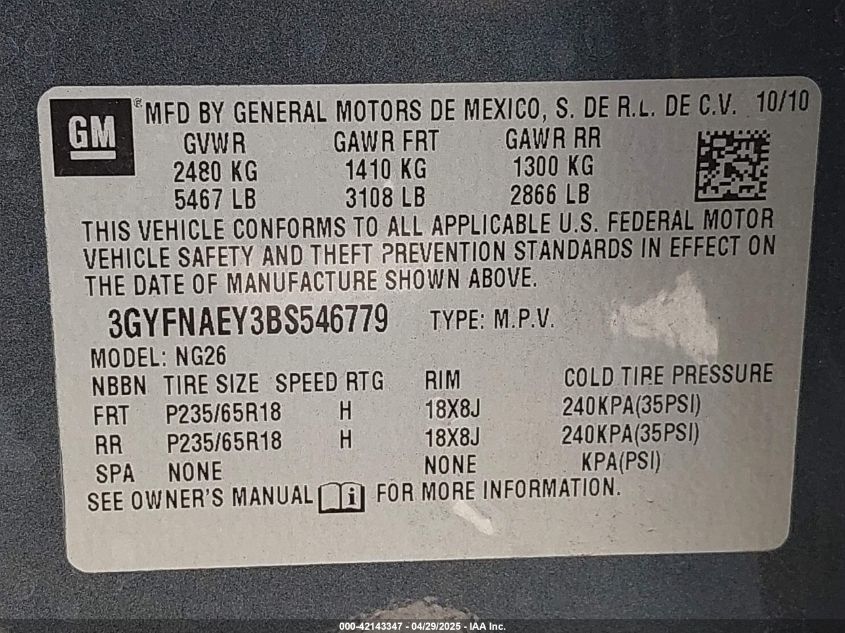 GM ® MFD BY GENERAL MOTORS DE MEXICO, S. DE R.L. DE C.V. 10/10
GVWR GAWR FRT GAWR RR
2480 KG 1410 KG 1300 KG
5467 LB 3108 LB 2866 LB
THIS VEHICLE CONFORMS TO ALL APPLICABLE U.S. FEDERAL MOTOR
VEHICLE SAFETY AND THEFT PREVENTION STANDARDS IN EFFECT ON
THE DATE OF MANUFACTURE SHOWN ABOVE.
3GYFNAEY3BS546779 TYPE: M.P.V.
MODEL: NG26
NBBN TIRE SIZE SPEED RTG RIM COLD TIRE PRESSURE
FRT P235/65R18 H 18X8J 240KPA(35PSI)
RR P235/65R18 H 18X8J 240KPA(35PSI)
SPA NONE NONE KPA(PSI)
SEE OWNER'S MANUAL FOR MORE INFORMATION.
000-42143347 - 04/29/2025 - IAA Inc.